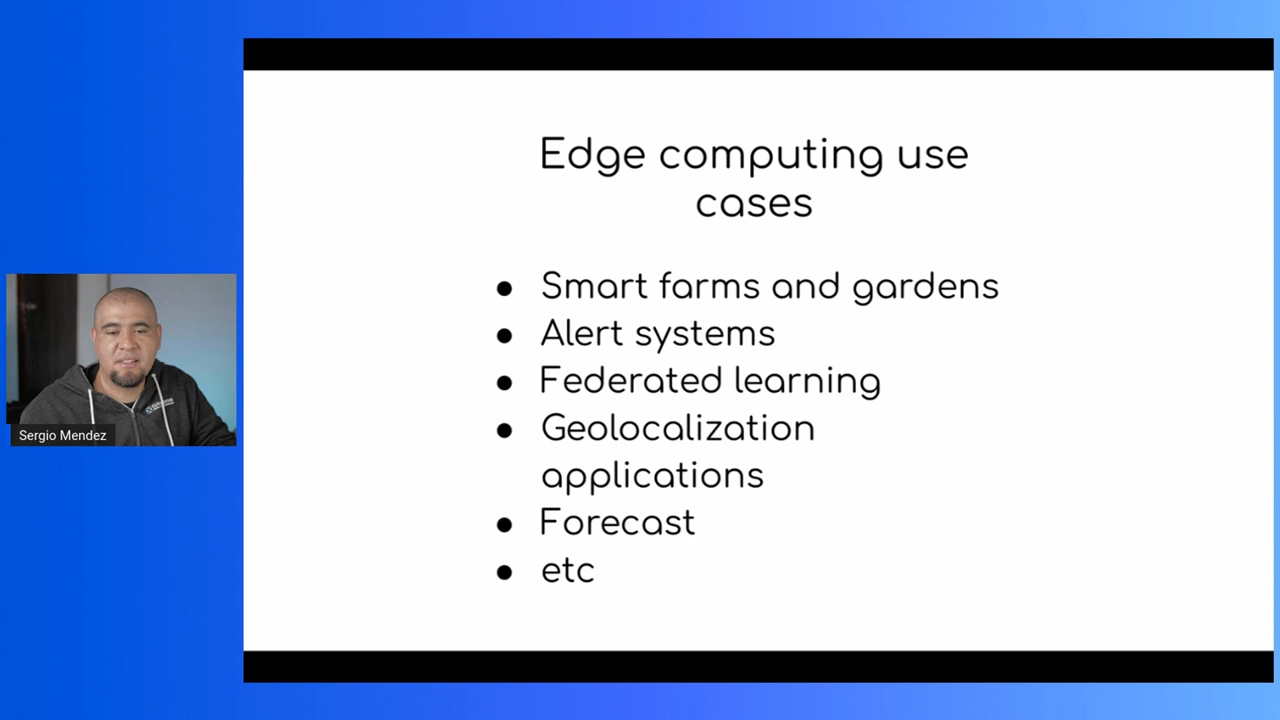 Edge computing use
cases
● Smart farms and gardens
● Alert systems
● Federated learning
● Geolocalization
applications
● Forecast
● etc
Sergio Mendez